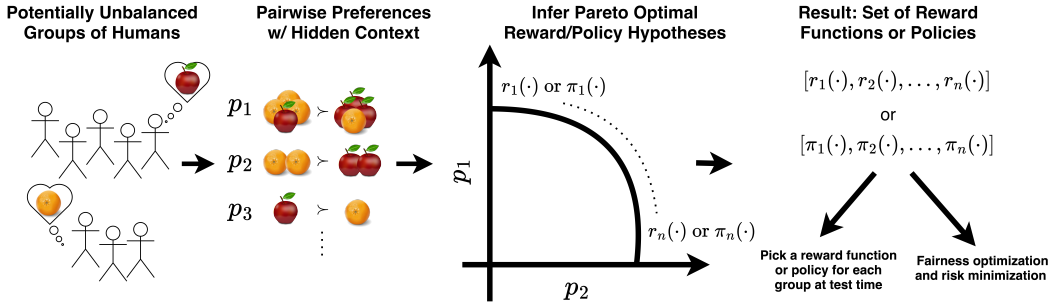 Potentially Unbalanced
Groups of Humans
Pairwise Preferences
w/ Hidden Context
p₁ ≻
p₂ ≻
p₃ ≻
⋮
Infer Pareto Optimal
Reward/Policy Hypotheses
r₁(·) or π₁(·)
p₁
rₙ(·) or πₙ(·)
p₂
Result: Set of Reward
Functions or Policies
[r₁(·), r₂(·), . . . , rₙ(·)]
or
[π₁(·), π₂(·), . . . , πₙ(·)]
Pick a reward function
or policy for each
group at test time
Fairness optimization
and risk minimization